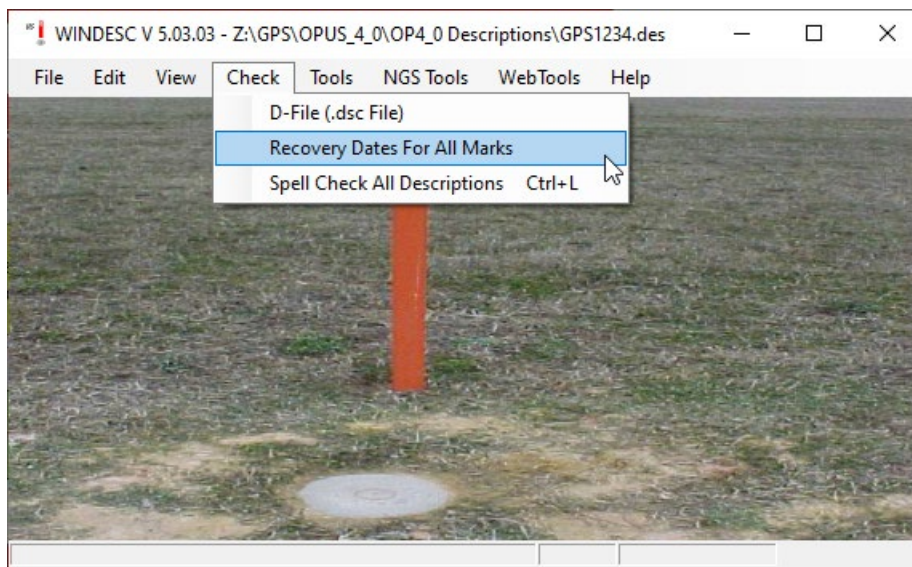 WINDESC V 5.03.03 - Z:\GPS\OPUS_4_0\OP4_0 Descriptions\GPS1234.des
File Edit View Check Tools NGS Tools WebTools Help
D-File (.dsc File)
Recovery Dates For All Marks
Spell Check All Descriptions Ctrl+L